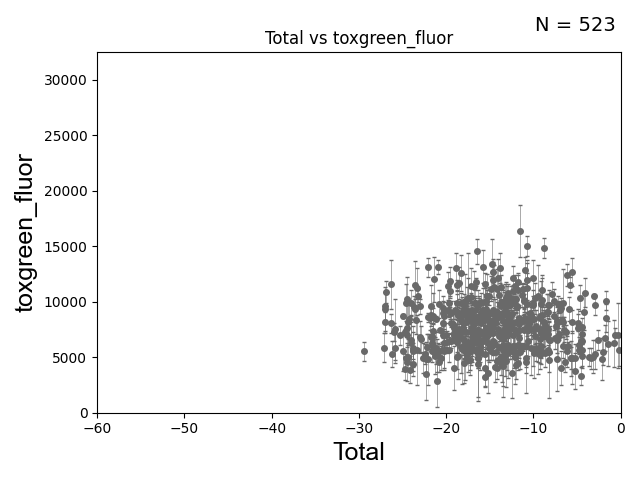 N = 523
Total vs toxgreen_fluor
30000
25000
20000
15000
10000
5000
0
toxgreen_fluor
−60 −50 −40 −30 −20 −10 0
Total